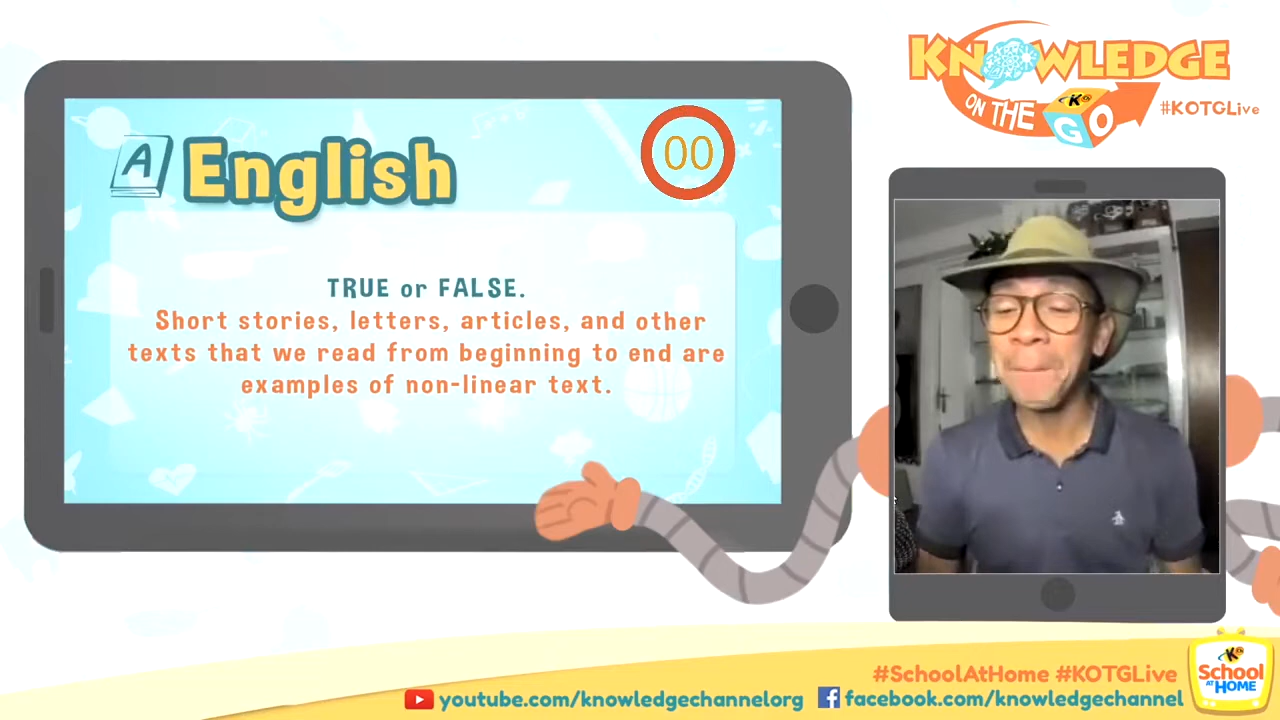 KNOWLEDGE
ON THE GO
#KOTGLive
A English
00
TRUE or FALSE.
Short stories, letters, articles, and other
texts that we read from beginning to end are
examples of non-linear text.
#SchoolAtHome #KOTGLive
youtube.com/knowledgechannelorg facebook.com/knowledgechannel
School
AT HOME